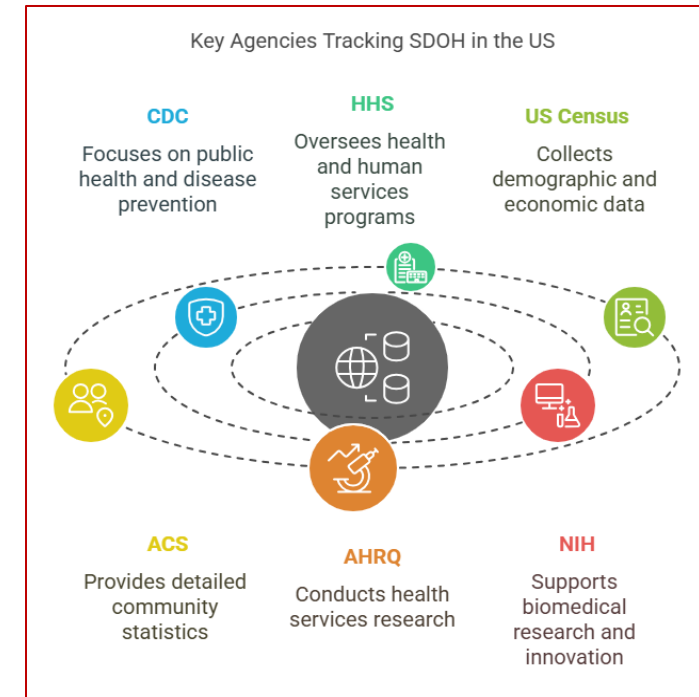 Key Agencies Tracking SDOH in the US
CDC
Focuses on public
health and disease
prevention
HHS
Oversees health
and human
services
programs
US Census
Collects
demographic and
economic data
ACS
Provides detailed
community
statistics
AHRQ
Conducts health
services research
NIH
Supports
biomedical
research and
innovation